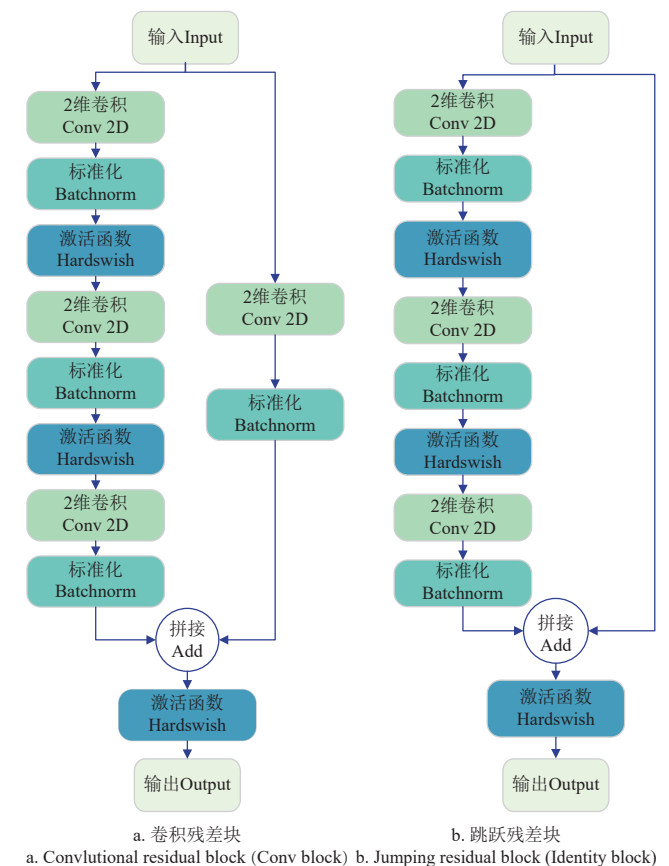 输入Input
2维卷积
Conv 2D
标准化
Batchnorm
激活函数
Hardswish
2维卷积
Conv 2D
标准化
Batchnorm
激活函数
Hardswish
2维卷积
Conv 2D
标准化
Batchnorm
2维卷积
Conv 2D
标准化
Batchnorm
拼接
Add
激活函数
Hardswish
输出Output
a. 卷积残差块
a. Convlutional residual block (Conv block)
输入Input
2维卷积
Conv 2D
标准化
Batchnorm
激活函数
Hardswish
2维卷积
Conv 2D
标准化
Batchnorm
激活函数
Hardswish
2维卷积
Conv 2D
标准化
Batchnorm
拼接
Add
激活函数
Hardswish
输出Output
b. 跳跃残差块
b. Jumping residual block (Identity block)